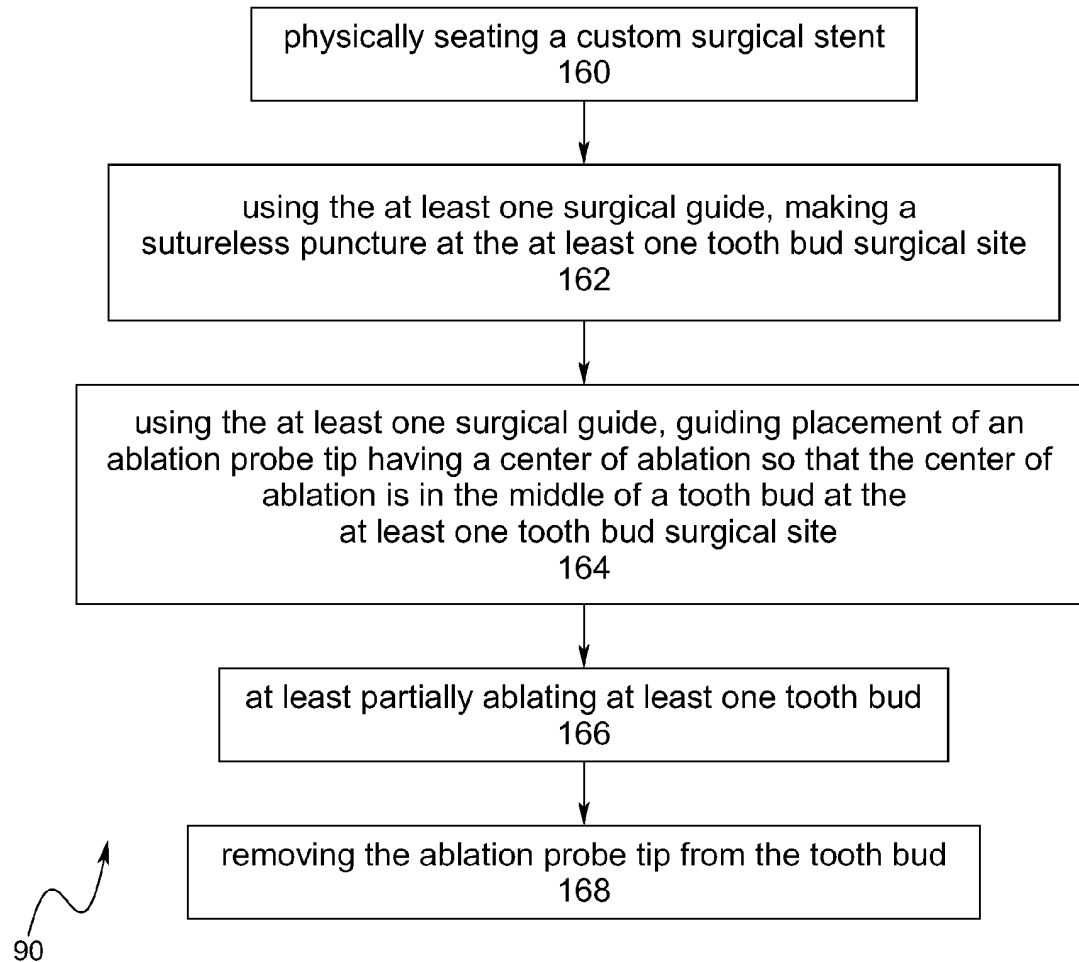 physically seating a custom surgical stent
160
using the at least one surgical guide, making a
sutureless puncture at the at least one tooth bud surgical site
162
using the at least one surgical guide, guiding placement of an
ablation probe tip having a center of ablation so that the center of
ablation is in the middle of a tooth bud at the
at least one tooth bud surgical site
164
at least partially ablating at least one tooth bud
166
removing the ablation probe tip from the tooth bud
168
90